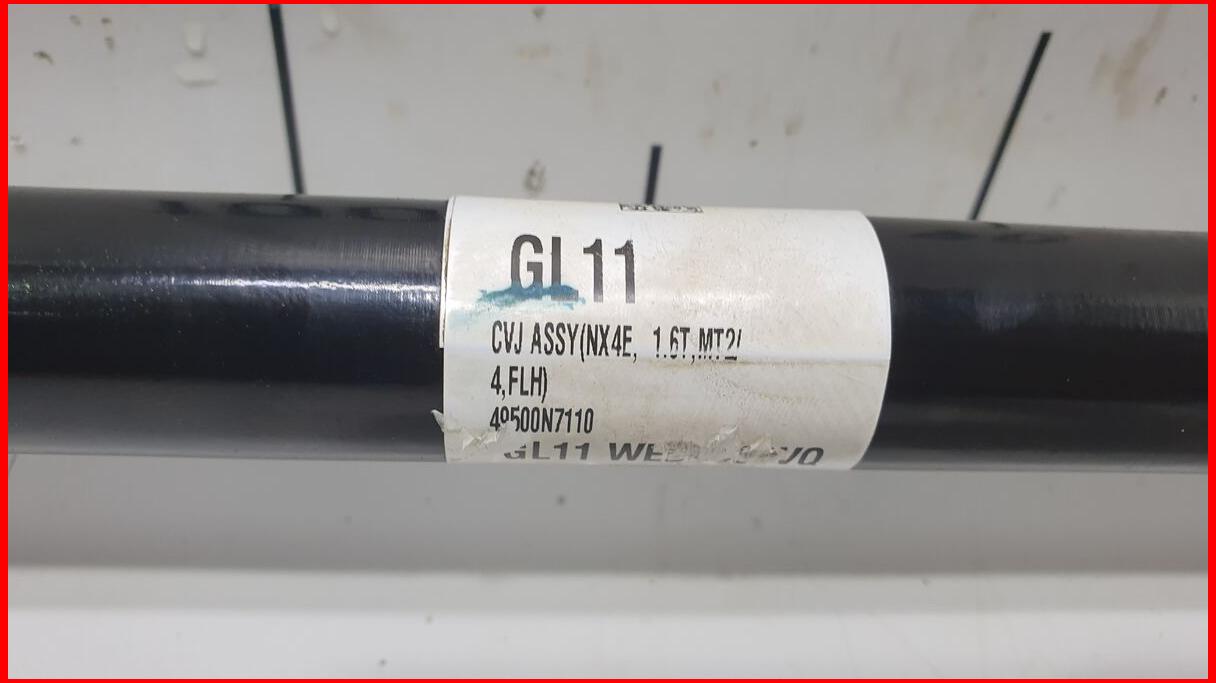 GL11
CVJ ASSY(NX4E, 1.6T,MT2/
4,FLH)
49500N7110
GL11